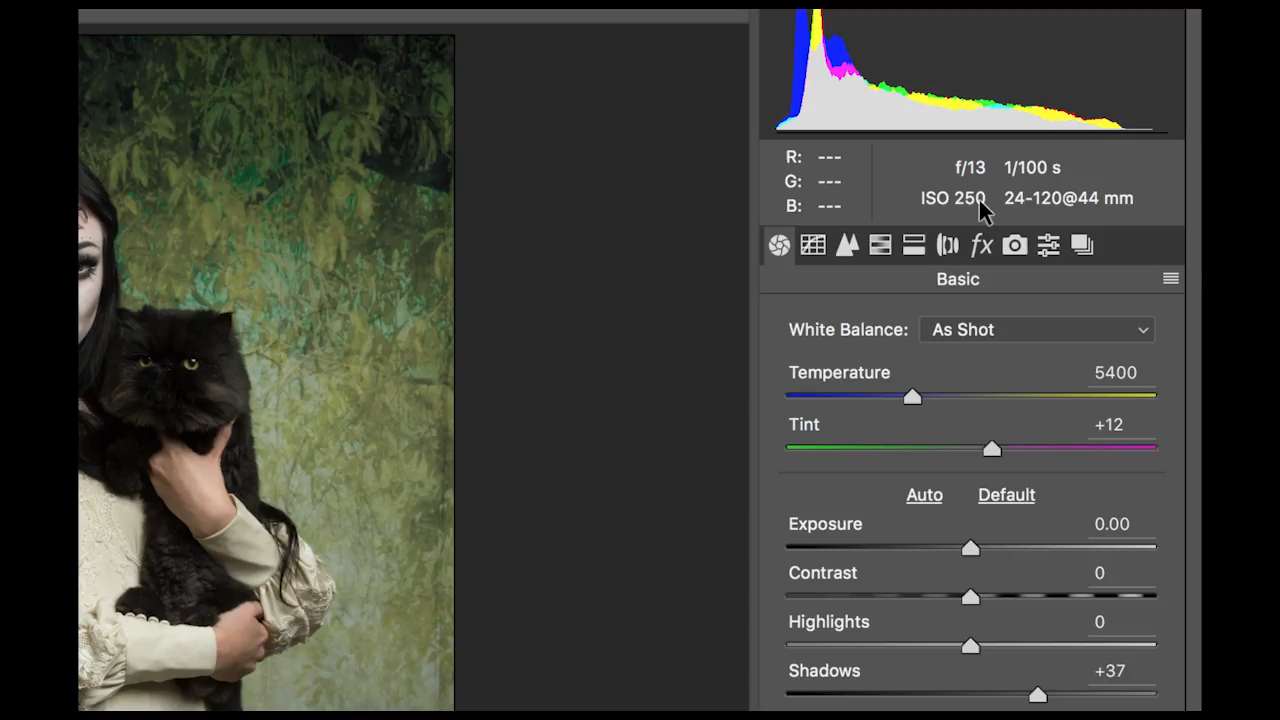 R: ---
G: ---
B: ---
f/13 1/100 s
ISO 250 24-120@44 mm
fx
Basic
White Balance: As Shot
Temperature 5400
Tint +12
Auto Default
Exposure 0.00
Contrast 0
Highlights 0
Shadows +37